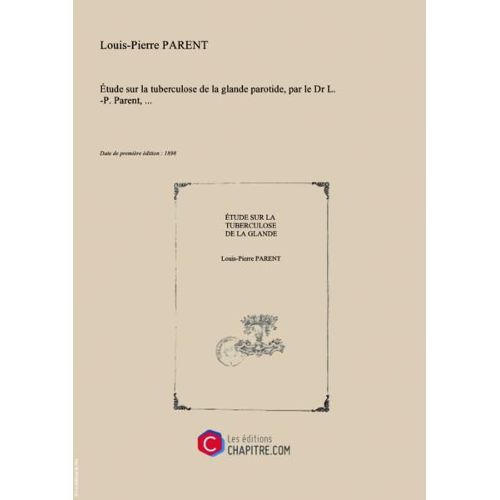 Louis-Pierre PARENT
Étude sur la tuberculose de la glande parotide, par le Dr L.
-P. Parent, ...
Date de première édition : 1898
ÉTUDE SUR LA
TUBERCULOSE
DE LA GLANDE
Louis-Pierre PARENT
C
Les éditions
CHAPITRE.COM